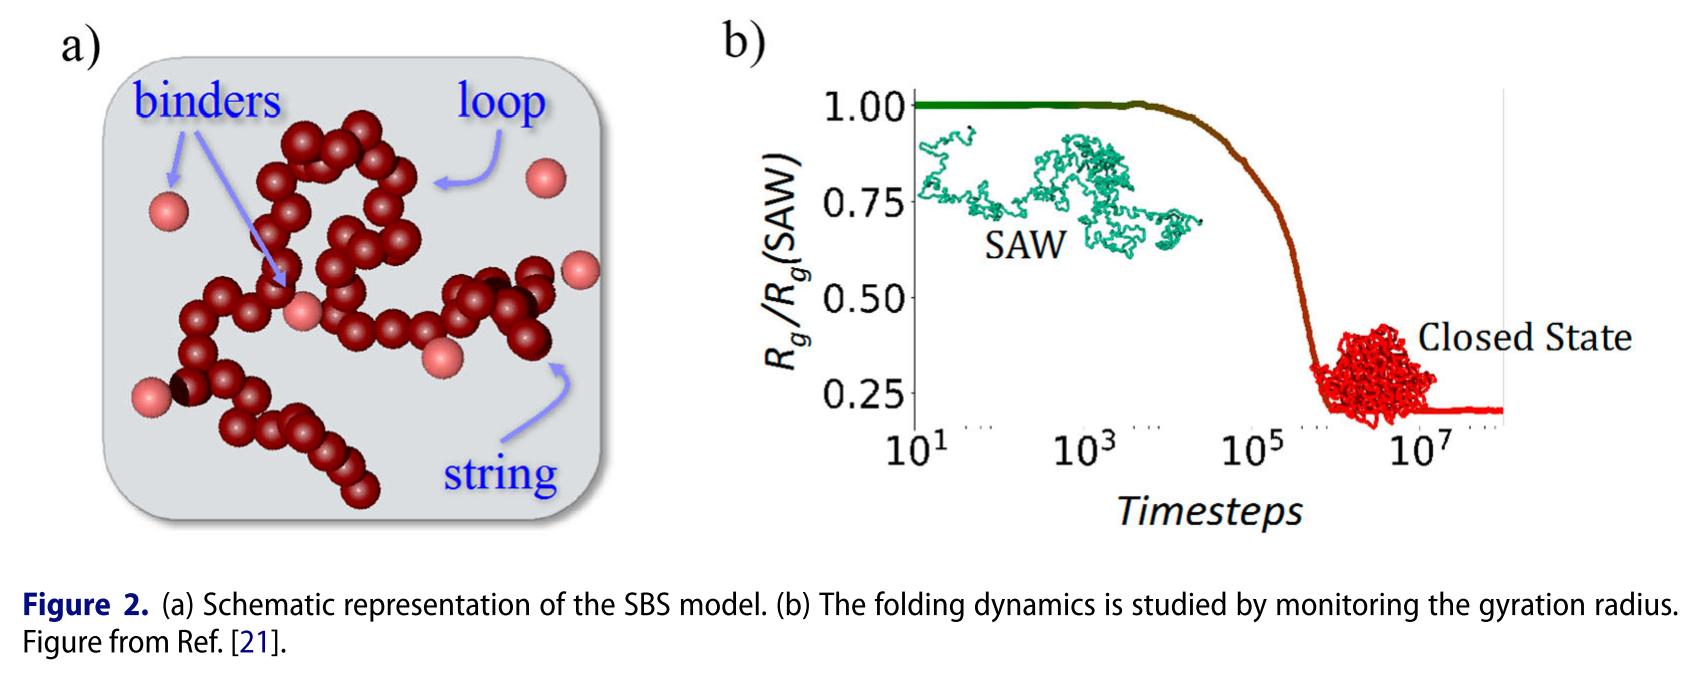 a)
binders
loop
string
b)
1.00
0.75
0.50
0.25
R_g/R_g(SAW)
SAW
Closed State
10^1 10^3 10^5 10^7
Timesteps
Figure 2. (a) Schematic representation of the SBS model. (b) The folding dynamics is studied by monitoring the gyration radius.
Figure from Ref. [21].